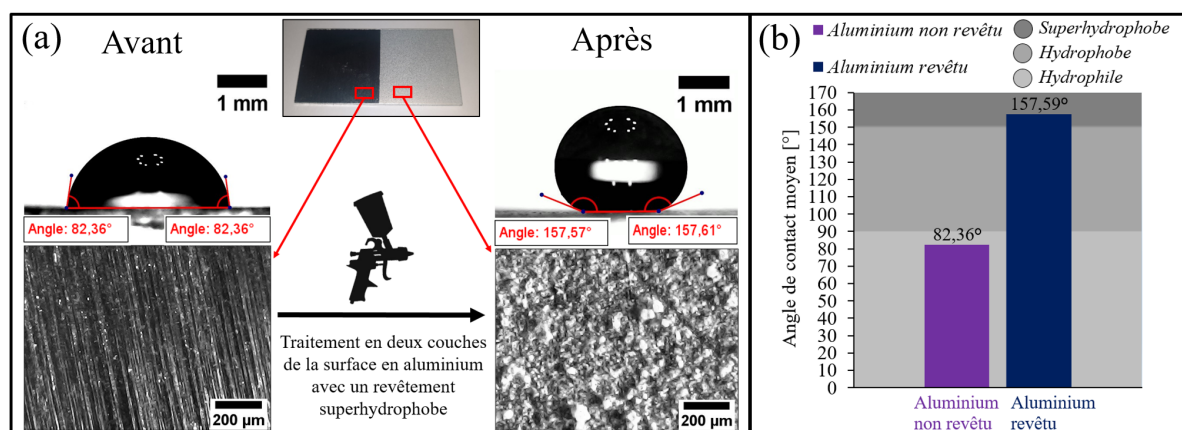 (a)
Avant
Après
1 mm
1 mm
Angle: 82,36°
Angle: 82,36°
Angle: 157,57°
Angle: 157,61°
Traitement en deux couches
de la surface en aluminium
avec un revêtement
superhydrophobe
200 µm
200 µm
(b)
Aluminium non revêtu
Aluminium revêtu
Superhydrophobe
Hydrophobe
Hydrophile
Angle de contact moyen [°]
170
160
150
140
130
120
110
100
90
80
70
60
50
40
30
20
10
0
82,36°
157,59°
Aluminium
non revêtu
Aluminium
revêtu